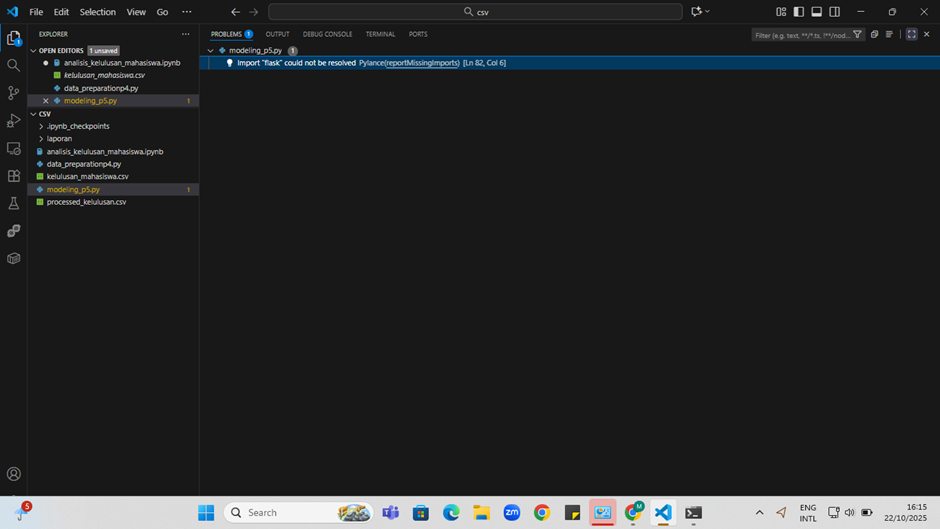 File Edit Selection View Go ··· csv
EXPLORER ···
OPEN EDITORS 1 unsaved
analisis_kelulusan_mahasiswa.ipynb
kelulusan_mahasiswa.csv
data_preparationp4.py
modeling_p5.py 1
CSV
.ipynb_checkpoints
laporan
analisis_kelulusan_mahasiswa.ipynb
data_preparationp4.py
kelulusan_mahasiswa.csv
modeling_p5.py 1
processed_kelulusan.csv
1
PROBLEMS 1 OUTPUT DEBUG CONSOLE TERMINAL PORTS
Filter (e.g. text, **/*.ts, !**/nod...
modeling_p5.py 1
Import "flask" could not be resolved Pylance(reportMissingImports) [Ln 82, Col 6]
5
Search
zm
M
ENG
INTL
16:15
22/10/2025